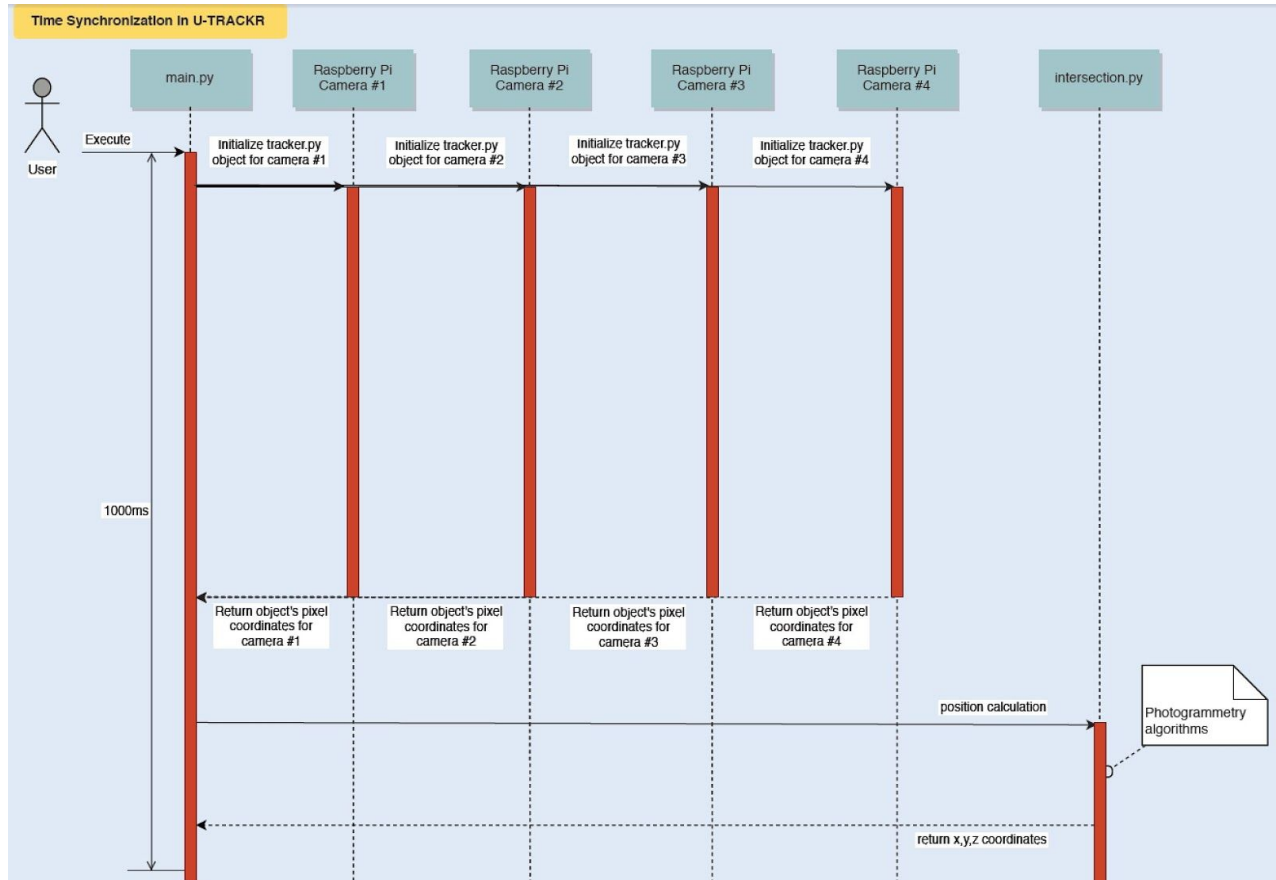 Time Synchronization in U-TRACKR
main.py
Raspberry Pi
Camera #1
Raspberry Pi
Camera #2
Raspberry Pi
Camera #3
Raspberry Pi
Camera #4
intersection.py
User
Execute
Initialize tracker.py
object for camera #1
Initialize tracker.py
object for camera #2
Initialize tracker.py
object for camera #3
Initialize tracker.py
object for camera #4
1000ms
Return object's pixel
coordinates for
camera #1
Return object's pixel
coordinates for
camera #2
Return object's pixel
coordinates for
camera #3
Return object's pixel
coordinates for
camera #4
position calculation
Photogrammetry
algorithms
return x,y,z coordinates